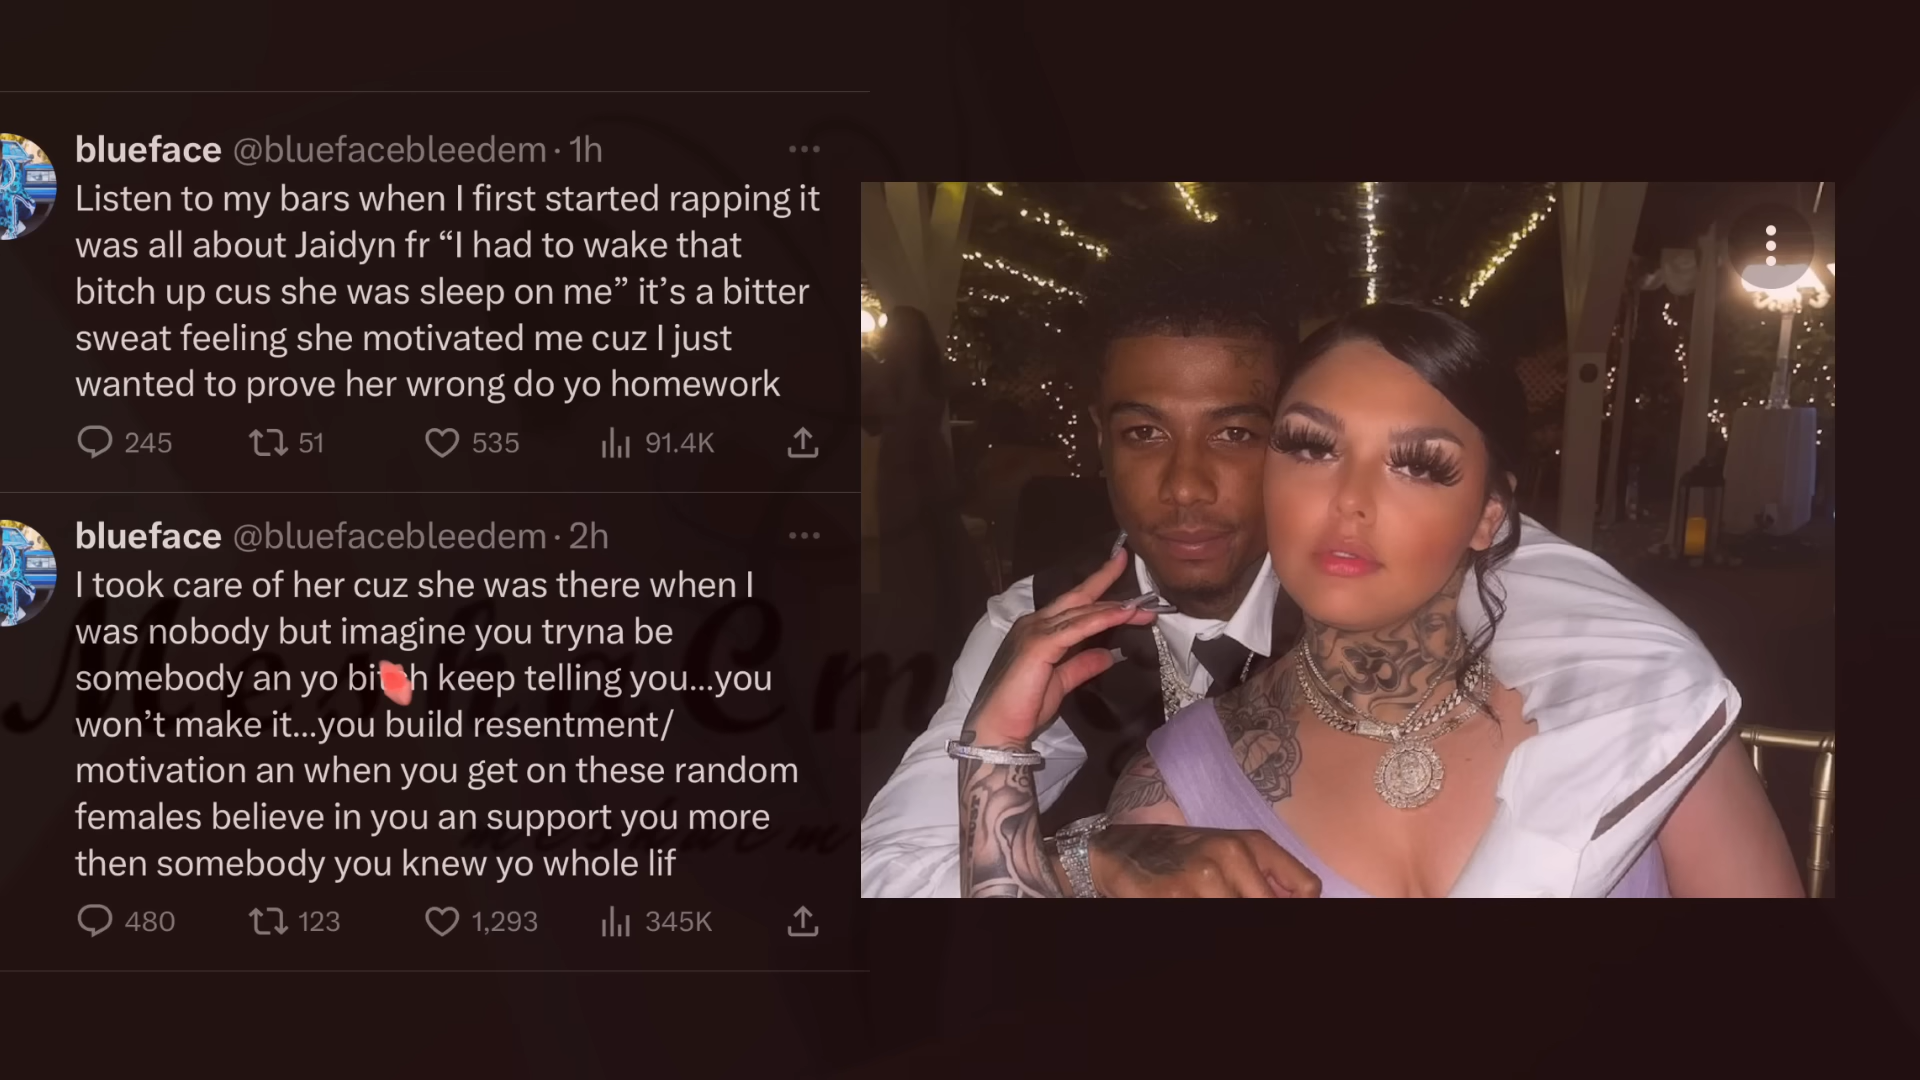 blueface @bluefacebleedem · 1h
Listen to my bars when I first started rapping it
was all about Jaidyn fr “I had to wake that
bitch up cus she was sleep on me” it’s a bitter
sweat feeling she motivated me cuz I just
wanted to prove her wrong do yo homework
245 51 535 91.4K
blueface @bluefacebleedem · 2h
I took care of her cuz she was there when I
was nobody but imagine you tryna be
somebody an yo bitch keep telling you...you
won’t make it...you build resentment/
motivation an when you get on these random
females believe in you an support you more
then somebody you knew yo whole lif
480 123 1,293 345K